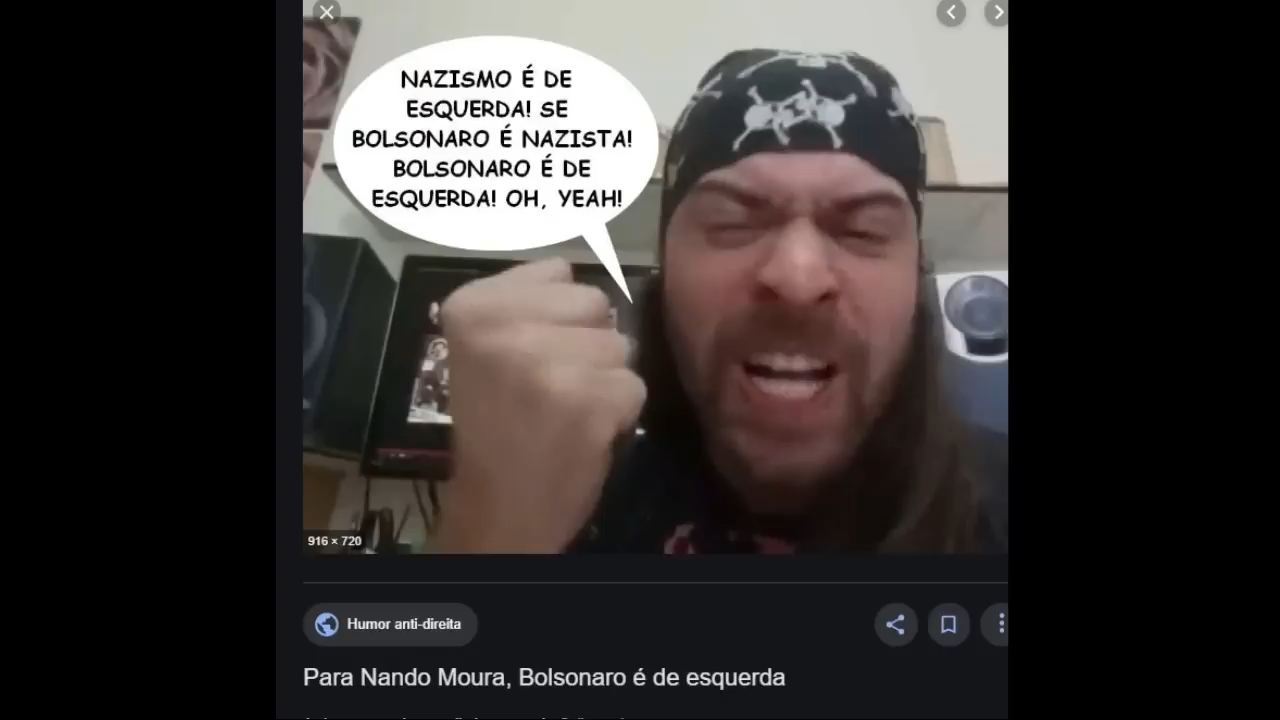 NAZISMO É DE
ESQUERDA! SE
BOLSONARO É NAZISTA!
BOLSONARO É DE
ESQUERDA! OH, YEAH!
916 × 720
Humor anti-direita
Para Nando Moura, Bolsonaro é de esquerda